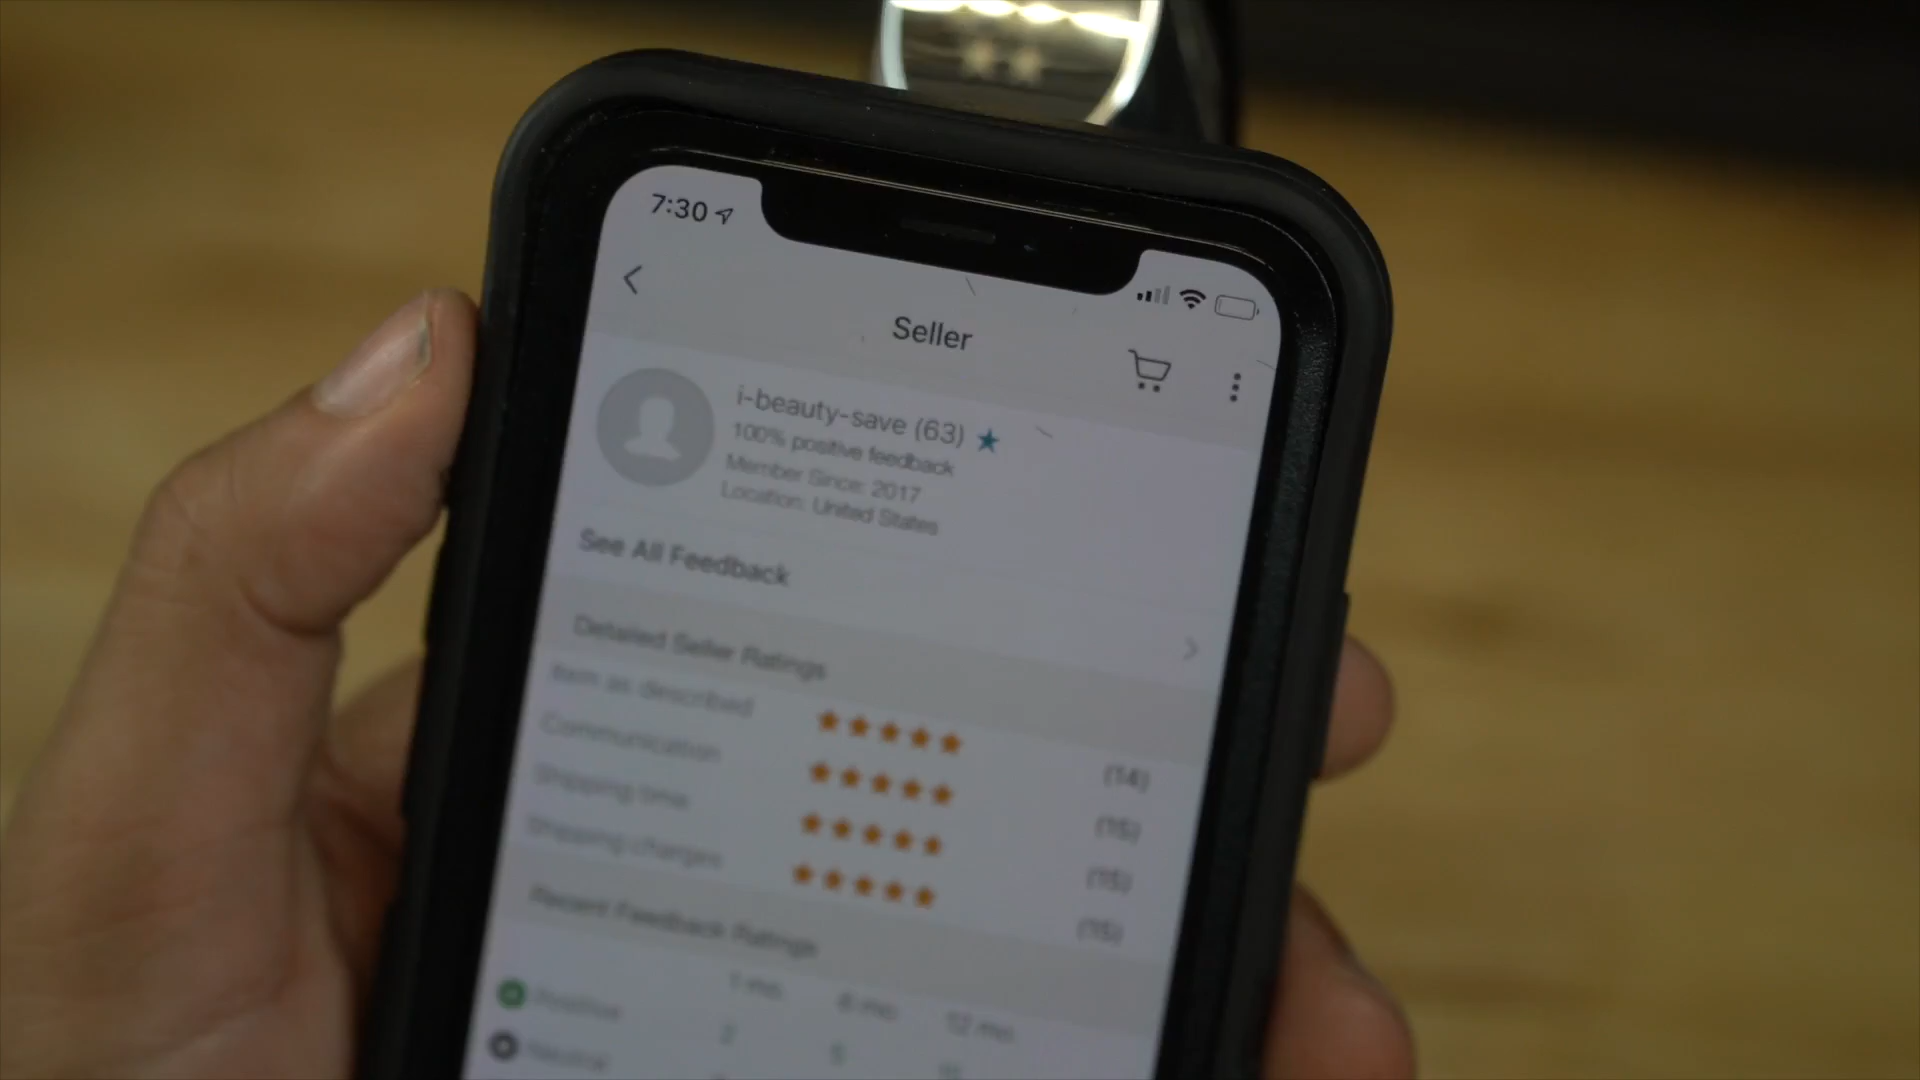 7:30
Seller
i-beauty-save (63)
100% positive feedback
Member Since: 2017
Location: United States
See All Feedback
Detailed Seller Ratings
Item as described (14)
Communication (15)
Shipping time (15)
Shipping charges (15)
Recent Feedback Ratings
1 mo. 6 mo. 12 mo.
Positive 2 5
Neutral